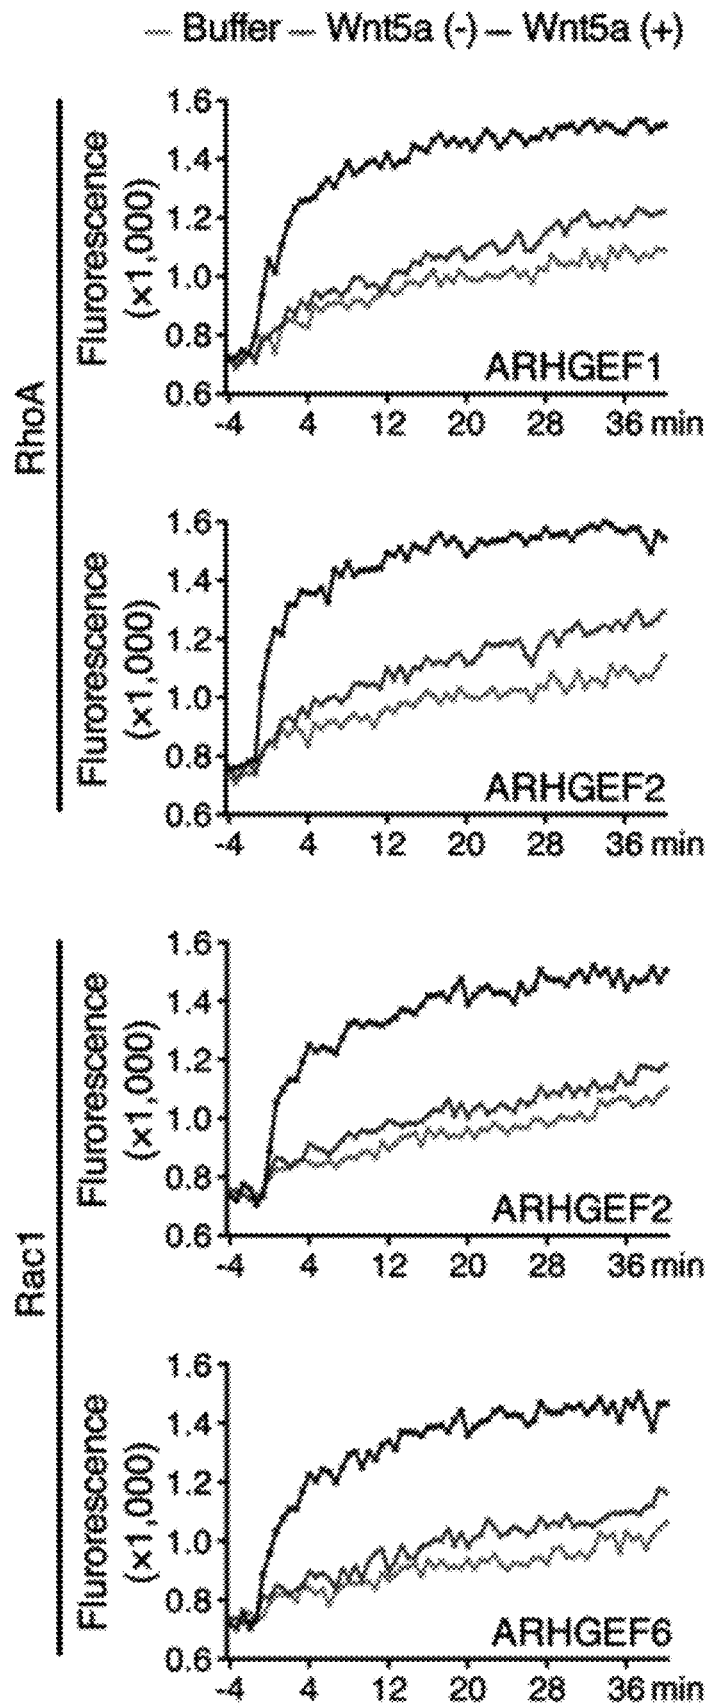 Buffer Wnt5a (-) Wnt5a (+)
RhoA
Flurorescence
(×1,000)
1.6
1.4
1.2
1.0
0.8
0.6
ARHGEF1
-4 4 12 20 28 36 min
Flurorescence
(×1,000)
1.6
1.4
1.2
1.0
0.8
0.6
ARHGEF2
-4 4 12 20 28 36 min
Rac1
Flurorescence
(×1,000)
1.6
1.4
1.2
1.0
0.8
0.6
ARHGEF2
-4 4 12 20 28 36 min
Flurorescence
(×1,000)
1.6
1.4
1.2
1.0
0.8
0.6
ARHGEF6
-4 4 12 20 28 36 min